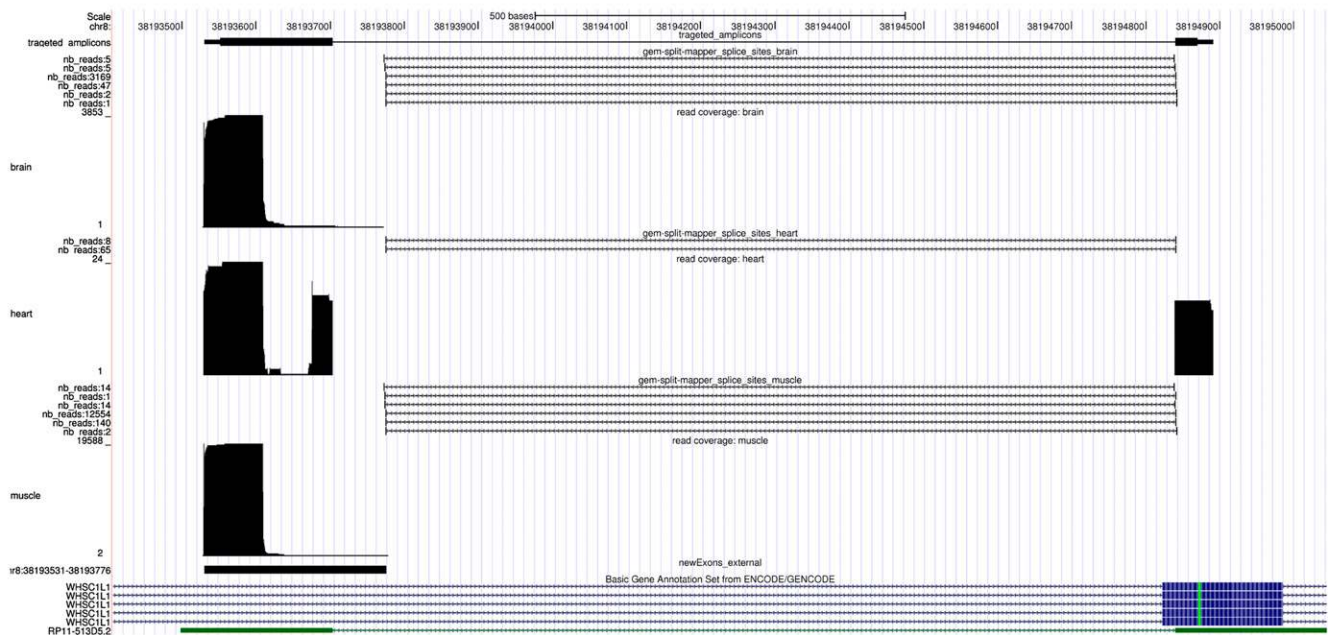 Scale 500 bases
chr8: 38193500 38193600 38193700 38193800 38193900 38194000 38194100 38194200 38194300 38194400 38194500 38194600 38194700 38194800 38194900 38195000
trageted_amplicons
trageted_amplicons
gem-split-mapper_splice_sites_brain
nb_reads:5
nb_reads:5
nb_reads:3169
nb_reads:47
nb_reads:2
nb_reads:1
read coverage: brain
3853 _
brain
1
gem-split-mapper_splice_sites_heart
nb_reads:8
nb_reads:65
read coverage: heart
24 _
heart
1
gem-split-mapper_splice_sites_muscle
nb_reads:14
nb_reads:1
nb_reads:14
nb_reads:12554
nb_reads:140
nb_reads:2
read coverage: muscle
19588 _
muscle
2
newExons_external
ır8:38193531-38193776
Basic Gene Annotation Set from ENCODE/GENCODE
WHSC1L1
WHSC1L1
WHSC1L1
WHSC1L1
WHSC1L1
RP11-513D5.2